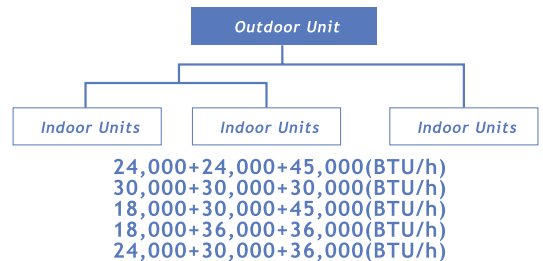 Outdoor Unit
Indoor Units Indoor Units Indoor Units
24,000+24,000+45,000(BTU/h)
30,000+30,000+30,000(BTU/h)
18,000+30,000+45,000(BTU/h)
18,000+36,000+36,000(BTU/h)
24,000+30,000+36,000(BTU/h)